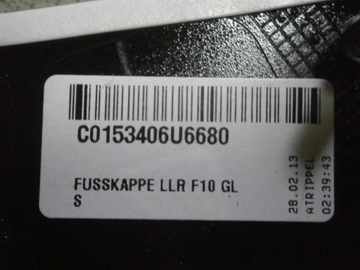 C0153406U6680
FUSSKAPPE LLR F10 GL
S
28.02.13
ATRIPPEL
02:39:43